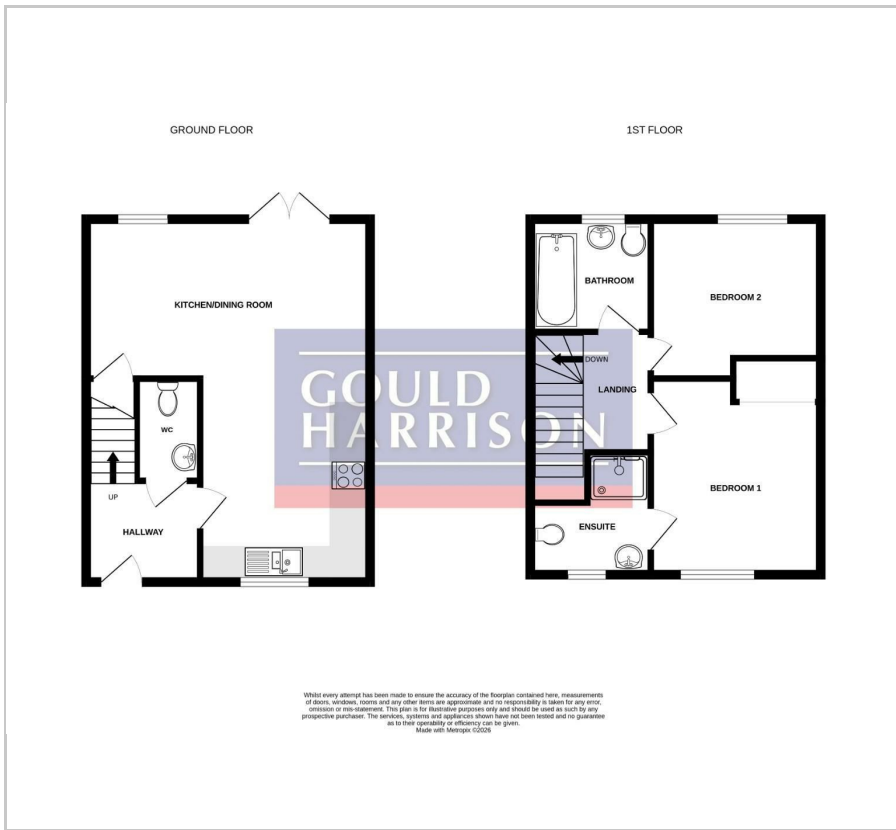 GROUND FLOOR
1ST FLOOR
KITCHEN/DINING ROOM
BATHROOM
BEDROOM 2
DOWN
LANDING
GOULD
HARRISON
WC
BEDROOM 1
UP
HALLWAY
ENSUITE
Whilst every attempt has been made to ensure the accuracy of the floorplan contained here, measurements
of doors, windows, rooms and any other items are approximate and no responsibility is taken for any error,
omission or mis-statement. This plan is for illustrative purposes only and should be used as such by any
prospective purchaser. The services, systems and appliances shown have not been tested and no guarantee
as to their operability or efficiency can be given.
Made with Metropix ©2026